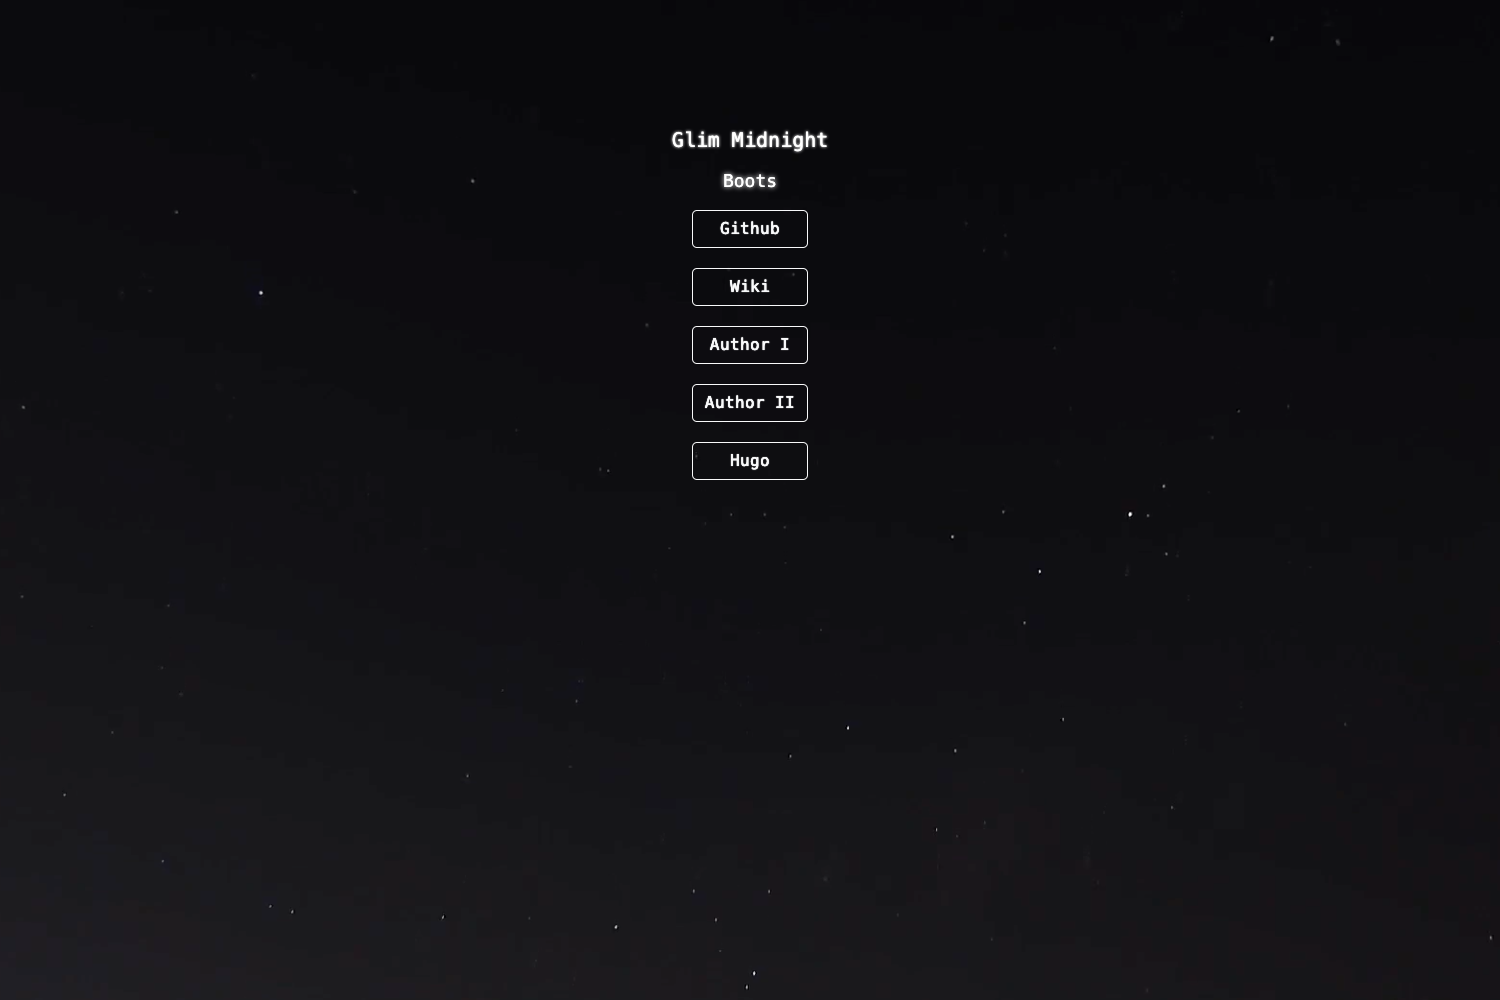 Glim Midnight
Boots
Github
Wiki
Author I
Author II
Hugo